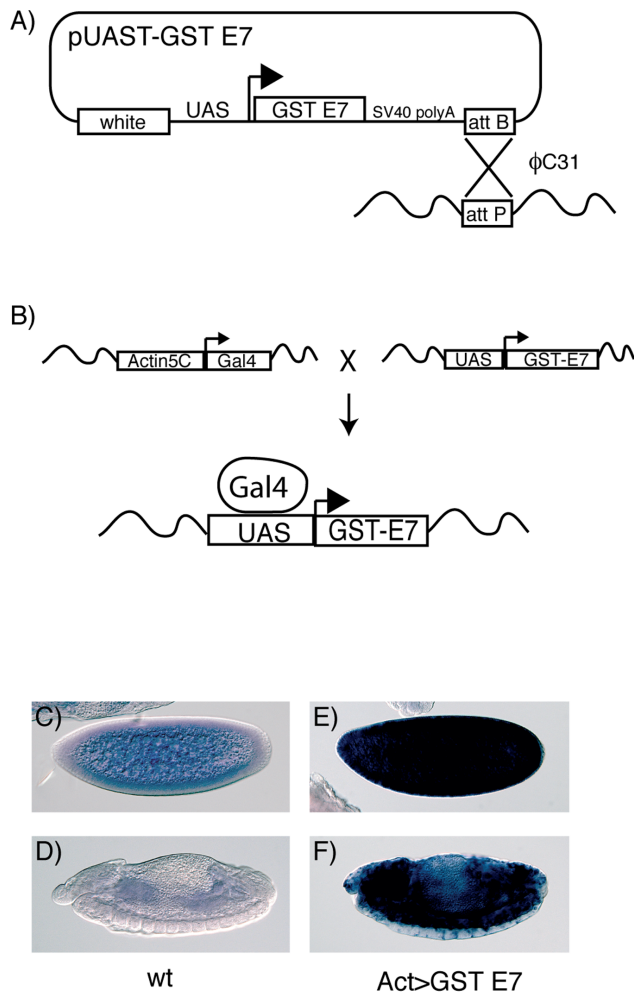 A)
pUAST-GST E7
white
UAS
GST E7
SV40 polyA
att B
ϕC31
att P
B)
Actin5C
Gal4
X
UAS
GST-E7
Gal4
UAS
GST-E7
C)
E)
D)
F)
wt
Act>GST E7